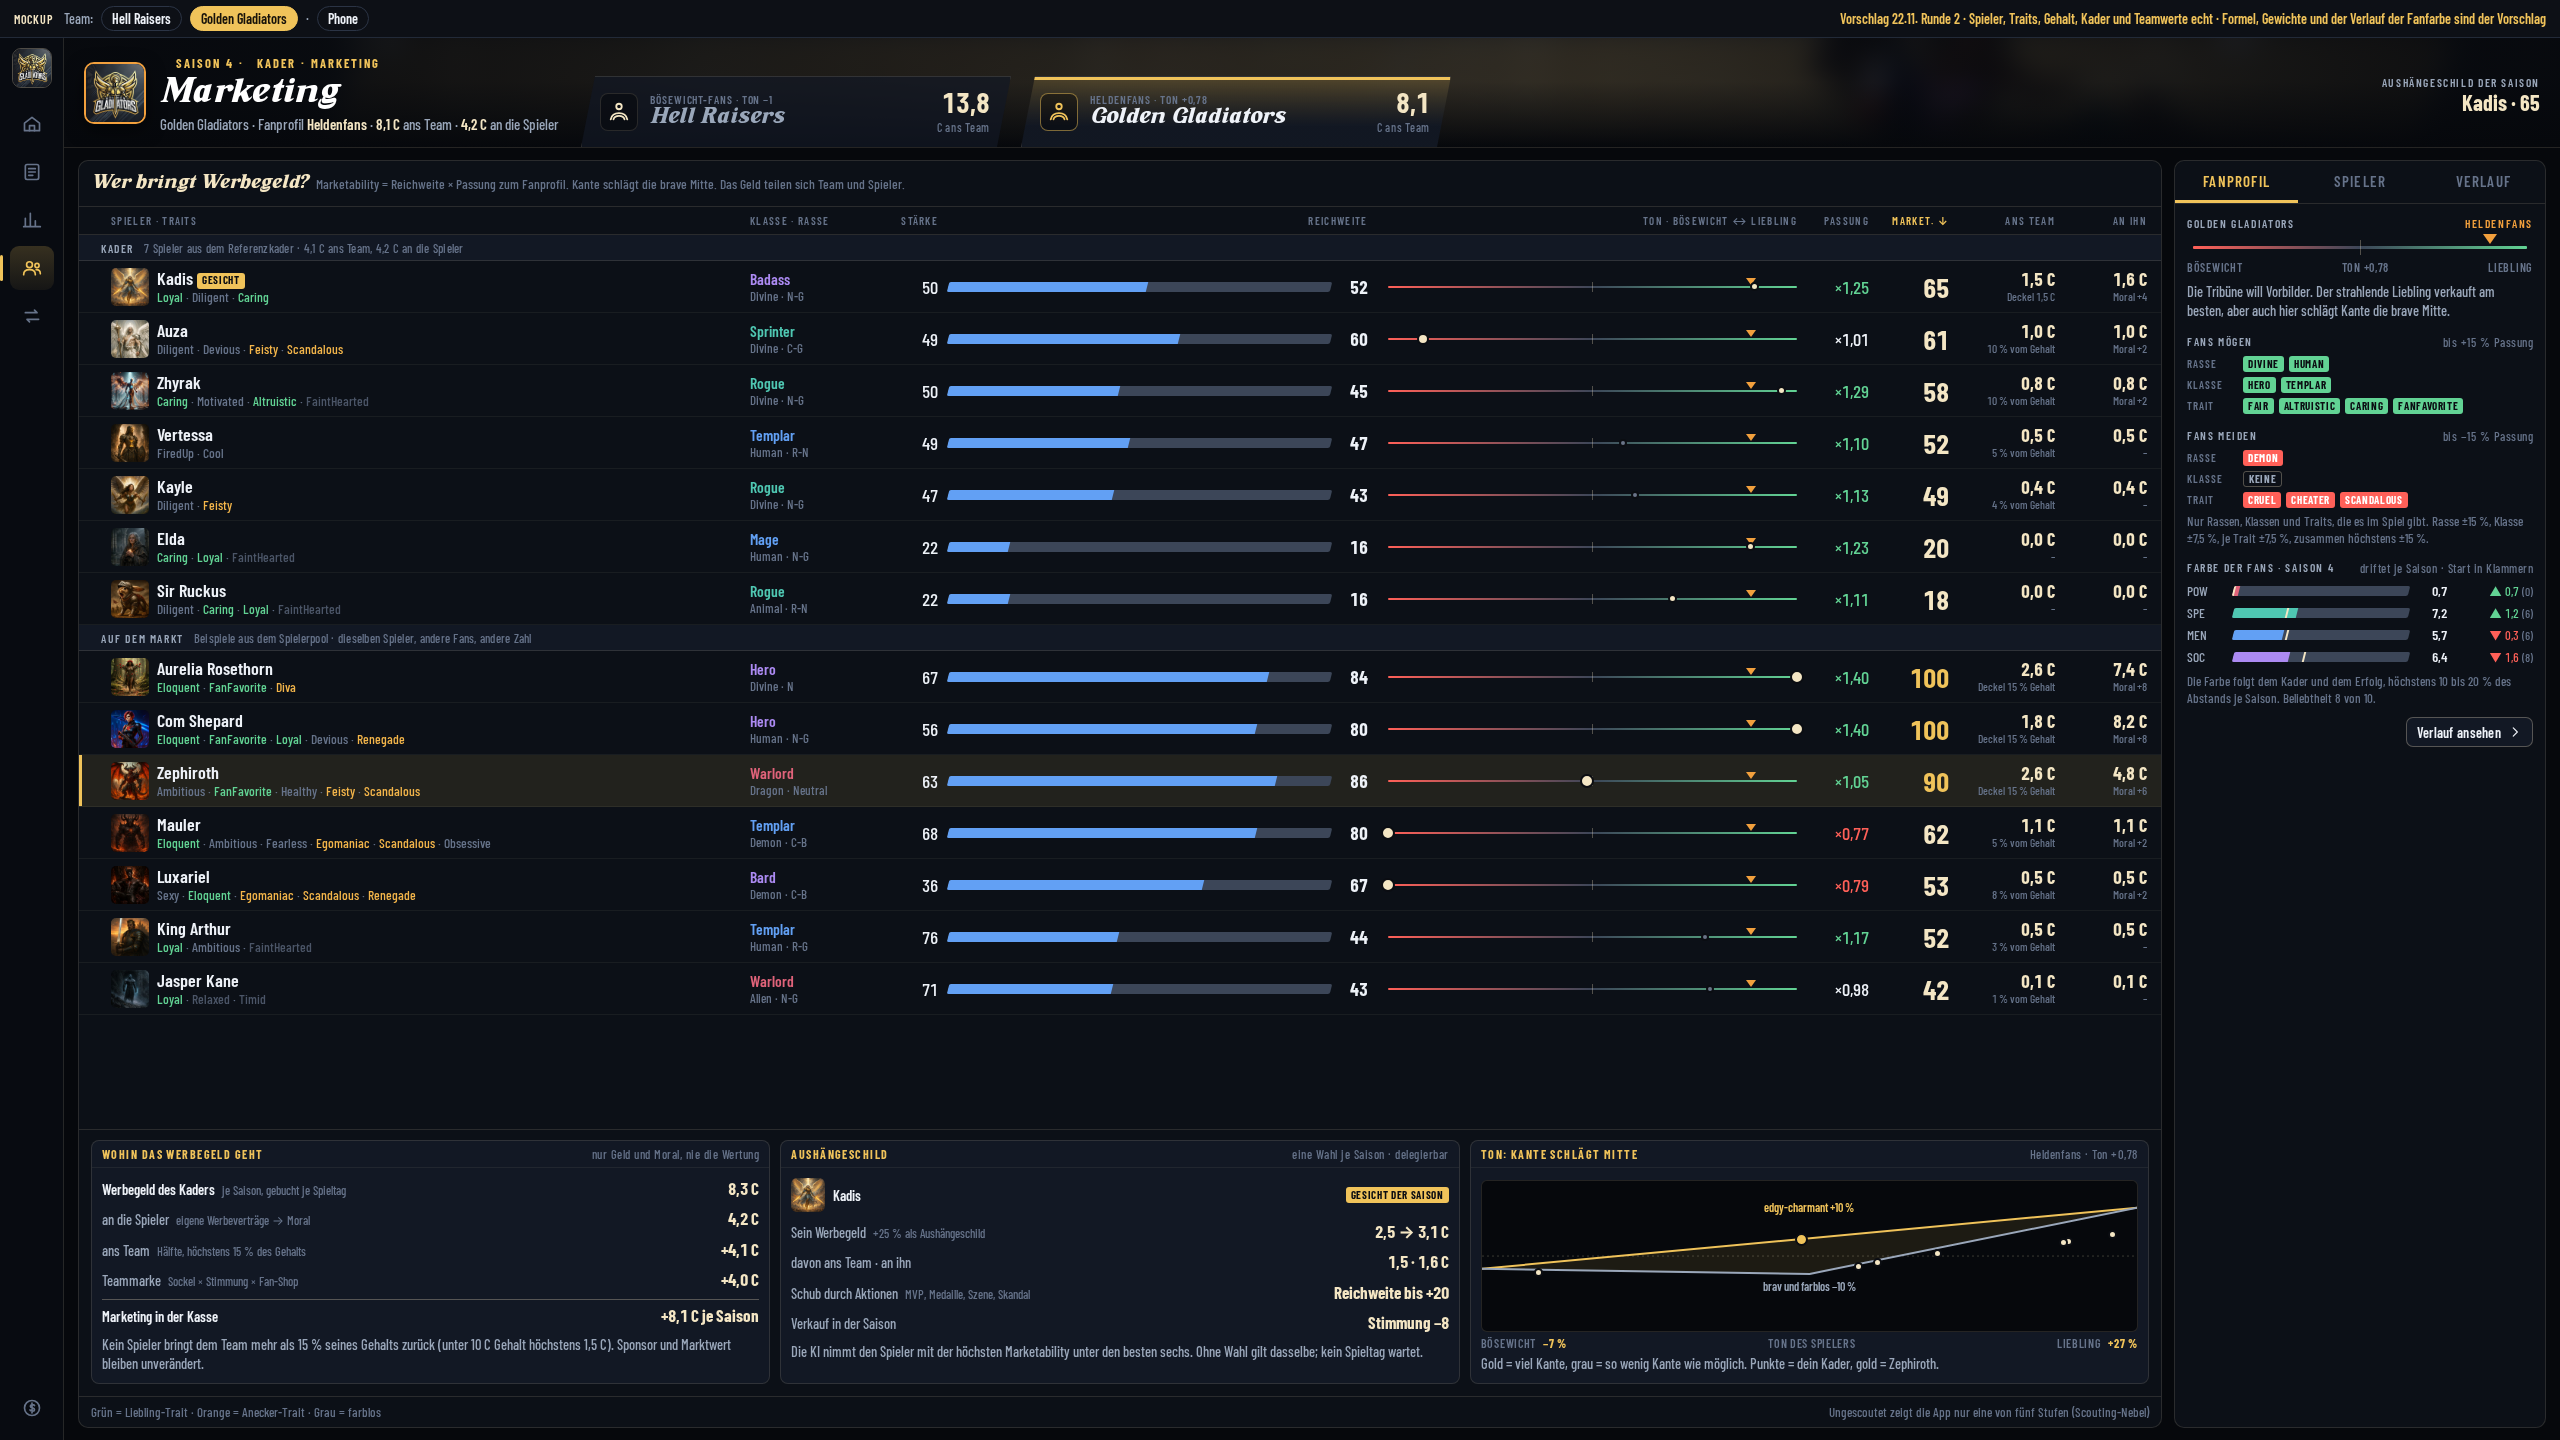 MOCKUP Team: Hell Raisers Golden Gladiators · Phone
Vorschlag 22.11. Runde 2 · Spieler, Traits, Gehalt, Kader und Teamwerte echt · Formel, Gewichte und der Verlauf der Fanfarbe sind der Vorschlag
SAISON 4 · KADER · MARKETING
Marketing
Golden Gladiators · Fanprofil Heldenfans · 8,1 C ans Team · 4,2 C an die Spieler
BÖSEWICHT-FANS · TON −1
Hell Raisers
13,8
C ans Team
HELDENFANS · TON +0,78
Golden Gladiators
8,1
C ans Team
AUSHÄNGESCHILD DER SAISON
Kadis · 65
Wer bringt Werbegeld? Marketability = Reichweite × Passung zum Fanprofil. Kante schlägt die brave Mitte. Das Geld teilen sich Team und Spieler.
SPIELER · TRAITS KLASSE · RASSE STÄRKE REICHWEITE TON · BÖSEWICHT ↔ LIEBLING PASSUNG MARKET. ↓ ANS TEAM AN IHN
KADER 7 Spieler aus dem Referenzkader · 4,1 C ans Team, 4,2 C an die Spieler
Kadis GESICHT Badass 50 52 ×1,25 65 1,5 C 1,6 C
Loyal · Diligent · Caring Divine · N-G Deckel 1,5 C Moral +4
Auza Sprinter 49 60 ×1,01 61 1,0 C 1,0 C
Diligent · Devious · Feisty · Scandalous Divine · C-G 10 % vom Gehalt Moral +2
Zhyrak Rogue 50 45 ×1,29 58 0,8 C 0,8 C
Caring · Motivated · Altruistic · FaintHearted Divine · N-G 10 % vom Gehalt Moral +2
Vertessa Templar 49 47 ×1,10 52 0,5 C 0,5 C
FiredUp · Cool Human · R-N 5 % vom Gehalt –
Kayle Rogue 47 43 ×1,13 49 0,4 C 0,4 C
Diligent · Feisty Divine · N-G 4 % vom Gehalt –
Elda Mage 22 16 ×1,23 20 0,0 C 0,0 C
Caring · Loyal · FaintHearted Human · N-G – –
Sir Ruckus Rogue 22 16 ×1,11 18 0,0 C 0,0 C
Diligent · Caring · Loyal · FaintHearted Animal · R-N – –
AUF DEM MARKT Beispiele aus dem Spielerpool · dieselben Spieler, andere Fans, andere Zahl
Aurelia Rosethorn Hero 67 84 ×1,40 100 2,6 C 7,4 C
Eloquent · FanFavorite · Diva Divine · N Deckel 15 % Gehalt Moral +8
Com Shepard Hero 56 80 ×1,40 100 1,8 C 8,2 C
Eloquent · FanFavorite · Loyal · Devious · Renegade Human · N-G Deckel 15 % Gehalt Moral +8
Zephiroth Warlord 63 86 ×1,05 90 2,6 C 4,8 C
Ambitious · FanFavorite · Healthy · Feisty · Scandalous Dragon · Neutral Deckel 15 % Gehalt Moral +6
Mauler Templar 68 80 ×0,77 62 1,1 C 1,1 C
Eloquent · Ambitious · Fearless · Egomaniac · Scandalous · Obsessive Demon · C-B 5 % vom Gehalt Moral +2
Luxariel Bard 36 67 ×0,79 53 0,5 C 0,5 C
Sexy · Eloquent · Egomaniac · Scandalous · Renegade Demon · C-B 8 % vom Gehalt Moral +2
King Arthur Templar 76 44 ×1,17 52 0,5 C 0,5 C
Loyal · Ambitious · FaintHearted Human · R-G 3 % vom Gehalt –
Jasper Kane Warlord 71 43 ×0,98 42 0,1 C 0,1 C
Loyal · Relaxed · Timid Alien · N-G 1 % vom Gehalt –
WOHIN DAS WERBEGELD GEHT nur Geld und Moral, nie die Wertung
Werbegeld des Kaders je Saison, gebucht je Spieltag 8,3 C
an die Spieler eigene Werbeverträge → Moral 4,2 C
ans Team Hälfte, höchstens 15 % des Gehalts +4,1 C
Teammarke Sockel × Stimmung × Fan-Shop +4,0 C
Marketing in der Kasse +8,1 C je Saison
Kein Spieler bringt dem Team mehr als 15 % seines Gehalts zurück (unter 10 C Gehalt höchstens 1,5 C). Sponsor und Marktwert
bleiben unverändert.
AUSHÄNGESCHILD eine Wahl je Saison · delegierbar
Kadis GESICHT DER SAISON
Sein Werbegeld +25 % als Aushängeschild 2,5 → 3,1 C
davon ans Team · an ihn 1,5 · 1,6 C
Schub durch Aktionen MVP, Medaille, Szene, Skandal Reichweite bis +20
Verkauf in der Saison Stimmung −8
Die KI nimmt den Spieler mit der höchsten Marketability unter den besten sechs. Ohne Wahl gilt dasselbe; kein Spieltag wartet.
TON: KANTE SCHLÄGT MITTE Heldenfans · Ton +0,78
edgy-charmant +10 %
brav und farblos −10 %
BÖSEWICHT −7 % TON DES SPIELERS LIEBLING +27 %
Gold = viel Kante, grau = so wenig Kante wie möglich. Punkte = dein Kader, gold = Zephiroth.
Grün = Liebling-Trait · Orange = Anecker-Trait · Grau = farblos
Ungescoutet zeigt die App nur eine von fünf Stufen (Scouting-Nebel)
FANPROFIL SPIELER VERLAUF
GOLDEN GLADIATORS HELDENFANS
BÖSEWICHT TON +0,78 LIEBLING
Die Tribüne will Vorbilder. Der strahlende Liebling verkauft am
besten, aber auch hier schlägt Kante die brave Mitte.
FANS MÖGEN bis +15 % Passung
RASSE DIVINE HUMAN
KLASSE HERO TEMPLAR
TRAIT FAIR ALTRUISTIC CARING FANFAVORITE
FANS MEIDEN bis −15 % Passung
RASSE DEMON
KLASSE KEINE
TRAIT CRUEL CHEATER SCANDALOUS
Nur Rassen, Klassen und Traits, die es im Spiel gibt. Rasse ±15 %, Klasse
±7,5 %, je Trait ±7,5 %, zusammen höchstens ±15 %.
FARBE DER FANS · SAISON 4 driftet je Saison · Start in Klammern
POW 0,7 ▲ 0,7 (0)
SPE 7,2 ▲ 1,2 (6)
MEN 5,7 ▼ 0,3 (6)
SOC 6,4 ▼ 1,6 (8)
Die Farbe folgt dem Kader und dem Erfolg, höchstens 10 bis 20 % des
Abstands je Saison. Beliebtheit 8 von 10.
Verlauf ansehen